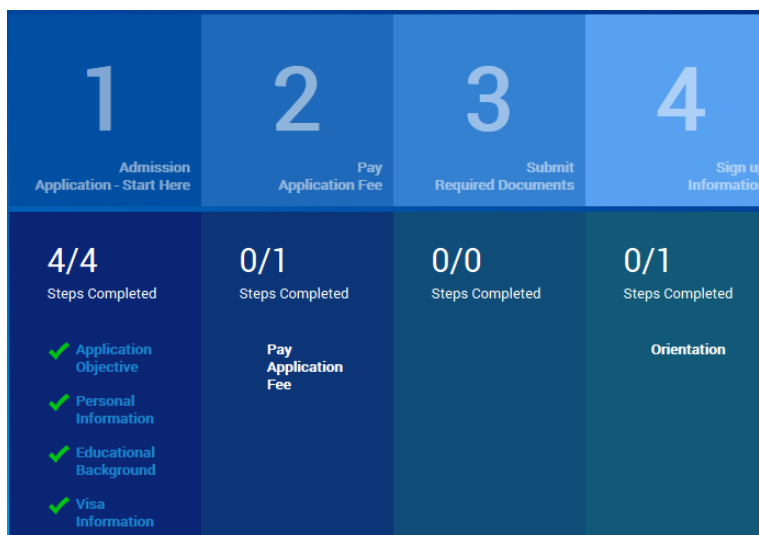 1
Admission
Application - Start Here
2
Pay
Application Fee
3
Submit
Required Documents
4
Sign
4/4
Steps Completed
Application
Objective
Personal
Information
Educational
Background
Visa
Information
0/1
Steps Completed
Pay
Application
Fee
0/0
Steps Completed
0/1
Steps Completed
Orientation